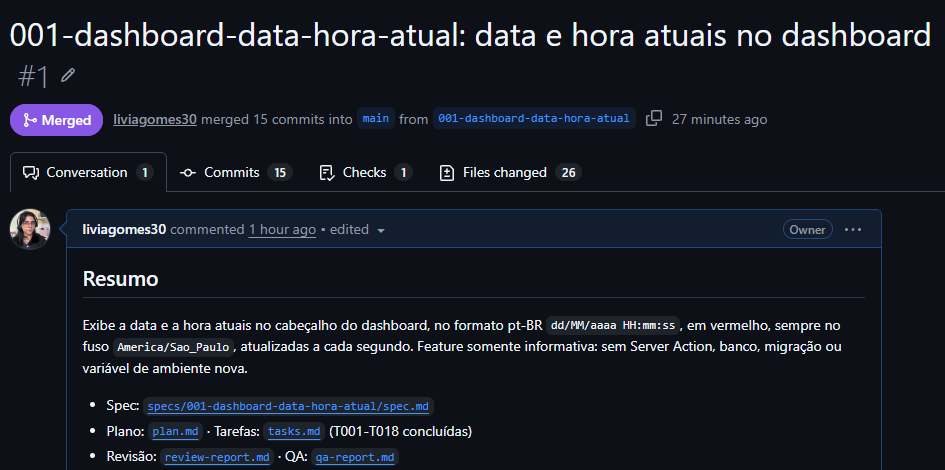 001-dashboard-data-hora-atual: data e hora atuais no dashboard
#1
Merged liviagomes30 merged 15 commits into main from 001-dashboard-data-hora-atual 27 minutes ago
Conversation 1 Commits 15 Checks 1 Files changed 26
liviagomes30 commented 1 hour ago • edited Owner
Resumo
Exibe a data e a hora atuais no cabeçalho do dashboard, no formato pt-BR dd/MM/aaaa HH:mm:ss, em vermelho, sempre no
fuso America/Sao_Paulo, atualizadas a cada segundo. Feature somente informativa: sem Server Action, banco, migração ou
variável de ambiente nova.
• Spec: specs/001-dashboard-data-hora-atual/spec.md
• Plano: plan.md · Tarefas: tasks.md (T001-T018 concluídas)
• Revisão: review-report.md · QA: qa-report.md